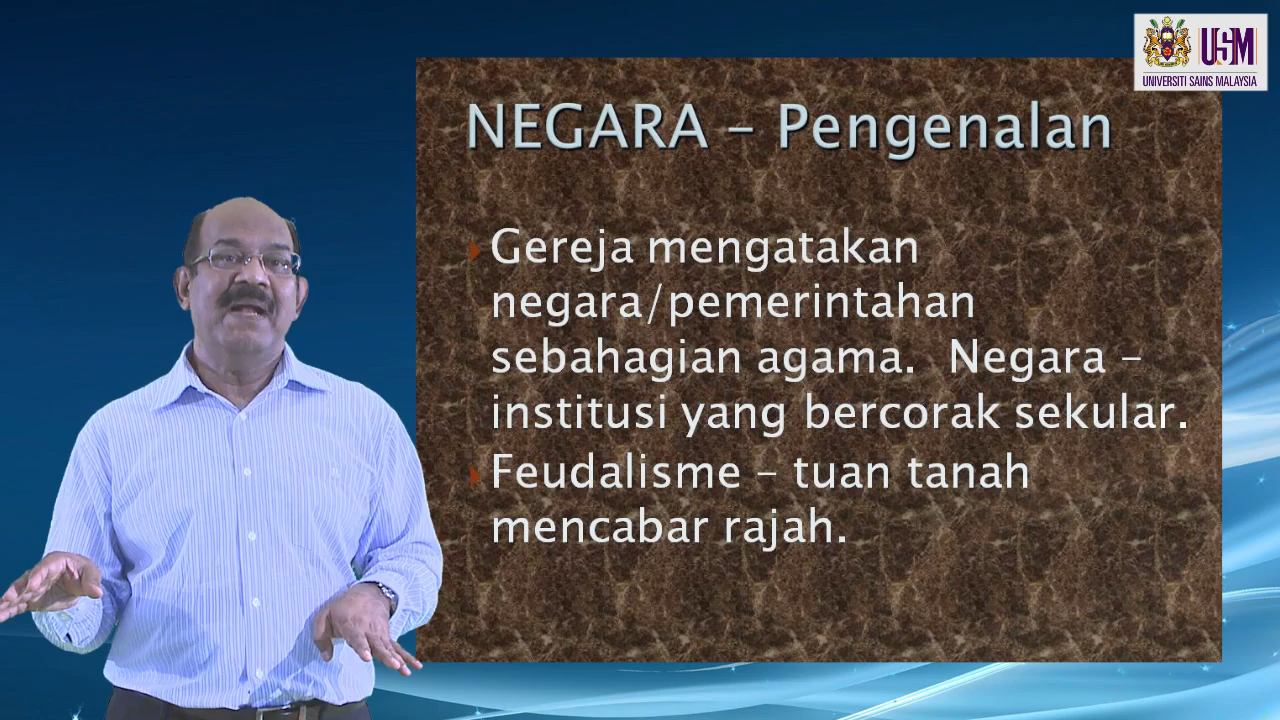 USM
UNIVERSITI SAINS MALAYSIA
NEGARA – Pengenalan
Gereja mengatakan
negara/pemerintahan
sebahagian agama. Negara –
institusi yang bercorak sekular.
Feudalisme – tuan tanah
mencabar rajah.